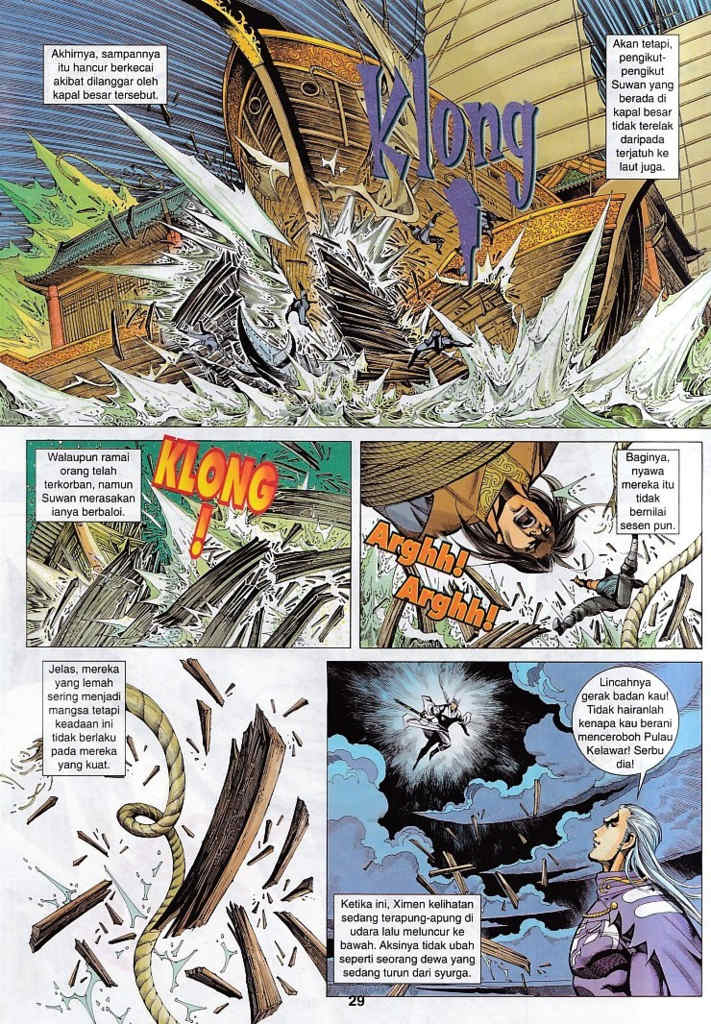 Akhirnya, sampannya
itu hancur berkecai
akibat dilanggar oleh
kapal besar tersebut.
Klong
!
Akan tetapi,
pengikut-
pengikut
Suwan yang
berada di
kapal besar
tidak terelak
daripada
terjatuh ke
laut juga.
Walaupun ramai
orang telah
terkorban, namun
Suwan merasakan
ianya berbaloi.
KLONG
!
Baginya,
nyawa
mereka itu
tidak
bernilai
sesen pun.
Arghh!
Arghh!
Jelas, mereka
yang lemah
sering menjadi
mangsa tetapi
keadaan ini
tidak berlaku
pada mereka
yang kuat.
Lincahnya
gerak badan kau!
Tidak hairanlah
kenapa kau berani
menceroboh Pulau
Kelawar! Serbu
dia!
Ketika ini, Ximen kelihatan
sedang terapung-apung di
udara lalu meluncur ke
bawah. Aksinya tidak ubah
seperti seorang dewa yang
sedang turun dari syurga.
29